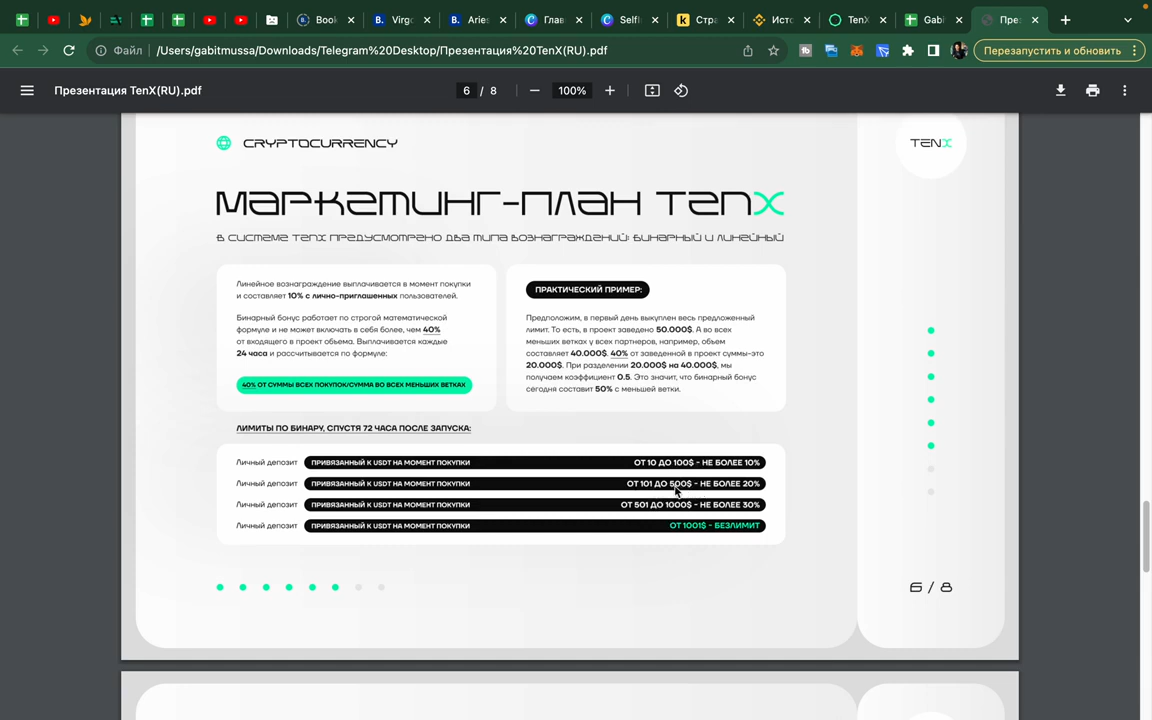 Book
Virgo
Aries
Глав
Selfi
Стра
Исто
TenX
Gabi
През
Файл
/Users/gabitmussa/Downloads/Telegram%20Desktop/Презентация%20TenX(RU).pdf
Перезапустить и обновить
Презентация TenX(RU).pdf
6 / 8
100%
CRYPTOCURRENCY
TENX
МАРКЕТИНГ-ПЛАН TENX
В СИСТЕМЕ TENX ПРЕДУСМОТРЕНО ДВА ТИПА ВОЗНАГРАЖДЕНИЙ: БИНАРНЫЙ И ЛИНЕЙНЫЙ
Линейное вознаграждение выплачивается в момент покупки
и составляет 10% с лично-приглашенных пользователей.
Бинарный бонус работает по строгой математической
формуле и не может включать в себя более, чем 40%
от входящего в проект объема. Выплачивается каждые
24 часа и рассчитывается по формуле:
40% ОТ СУММЫ ВСЕХ ПОКУПОК/СУММА ВО ВСЕХ МЕНЬШИХ ВЕТКАХ
ПРАКТИЧЕСКИЙ ПРИМЕР:
Предположим, в первый день выкуплен весь предложенный
лимит. То есть, в проект заведено 50.000$. А во всех
меньших ветках у всех партнеров, например, объем
составляет 40.000$. 40% от заведенной в проект суммы-это
20.000$. При разделении 20.000$ на 40.000$, мы
получаем коэффициент 0.5. Это значит, что бинарный бонус
сегодня составит 50% с меньшей ветки.
ЛИМИТЫ ПО БИНАРУ, СПУСТЯ 72 ЧАСА ПОСЛЕ ЗАПУСКА:
Личный депозит ПРИВЯЗАННЫЙ К USDT НА МОМЕНТ ПОКУПКИ ОТ 10 ДО 100$ - НЕ БОЛЕЕ 10%
Личный депозит ПРИВЯЗАННЫЙ К USDT НА МОМЕНТ ПОКУПКИ ОТ 101 ДО 500$ - НЕ БОЛЕЕ 20%
Личный депозит ПРИВЯЗАННЫЙ К USDT НА МОМЕНТ ПОКУПКИ ОТ 501 ДО 1000$ - НЕ БОЛЕЕ 30%
Личный депозит ПРИВЯЗАННЫЙ К USDT НА МОМЕНТ ПОКУПКИ ОТ 1001$ - БЕЗЛИМИТ
6 / 8